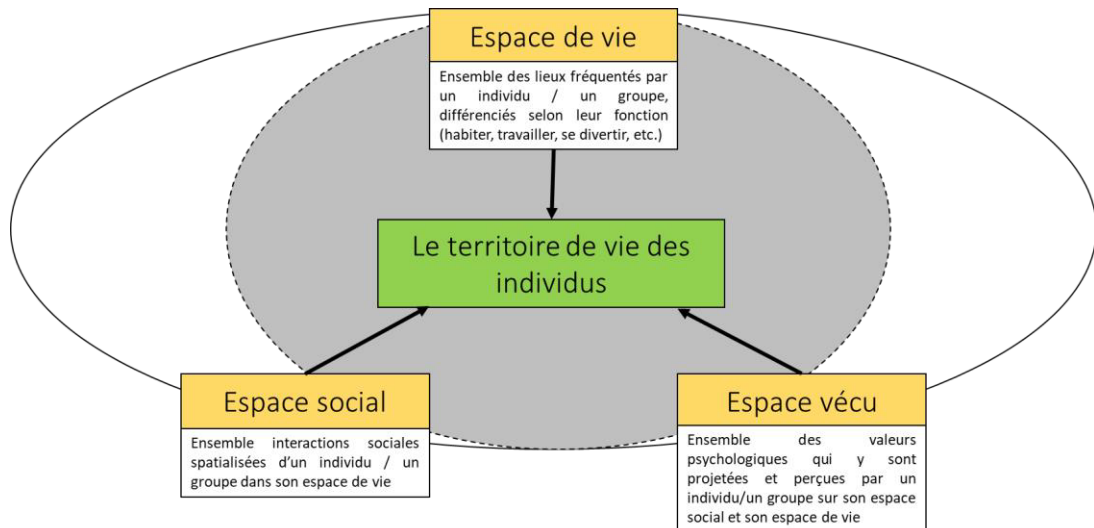 Espace de vie
Ensemble des lieux fréquentés par
un individu / un groupe,
différenciés selon leur fonction
(habiter, travailler, se divertir, etc.)
Le territoire de vie des
individus
Espace social
Ensemble interactions sociales
spatialisées d’un individu / un
groupe dans son espace de vie
Espace vécu
Ensemble des valeurs
psychologiques qui y sont
projetées et perçues par un
individu/un groupe sur son espace
social et son espace de vie